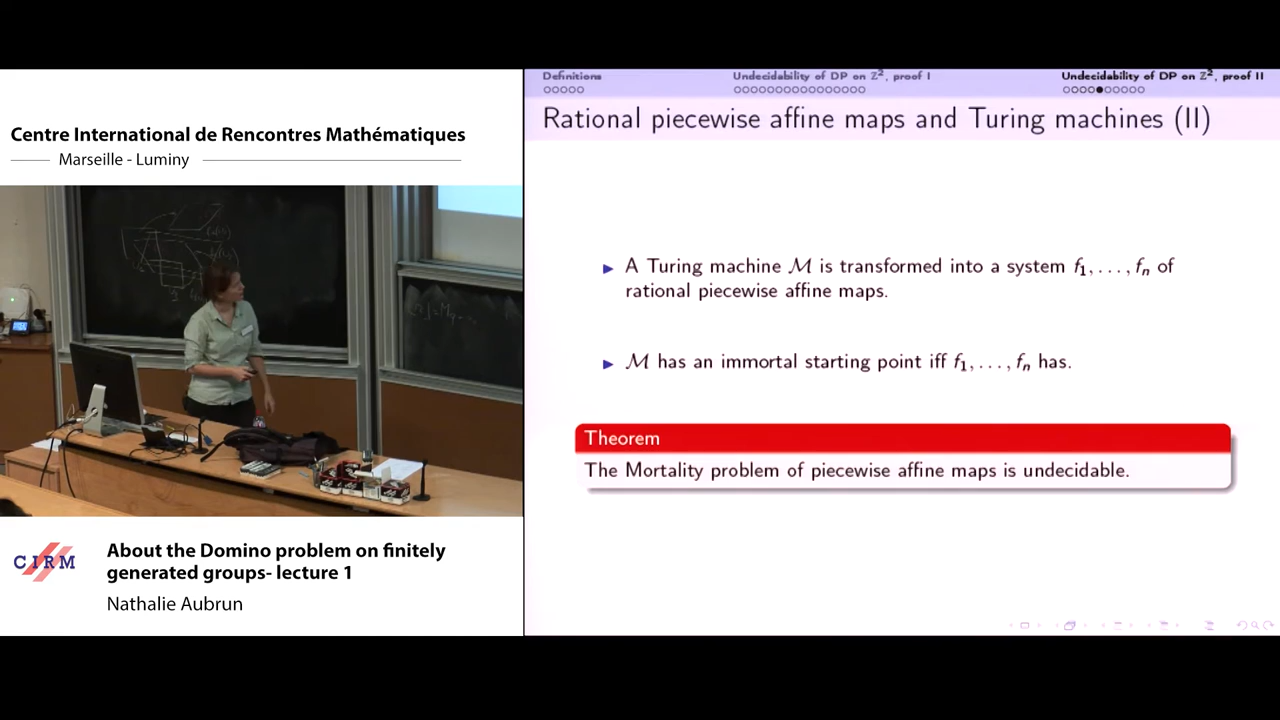 Centre International de Rencontres Mathématiques
Marseille - Luminy
CIRM
About the Domino problem on finitely
generated groups- lecture 1
Nathalie Aubrun
Definitions
Undecidability of DP on ℤ², proof I
Undecidability of DP on ℤ², proof II
Rational piecewise affine maps and Turing machines (II)
A Turing machine ℳ is transformed into a system f₁, . . . , fₙ of
rational piecewise affine maps.
ℳ has an immortal starting point iff f₁, . . . , fₙ has.
Theorem
The Mortality problem of piecewise affine maps is undecidable.